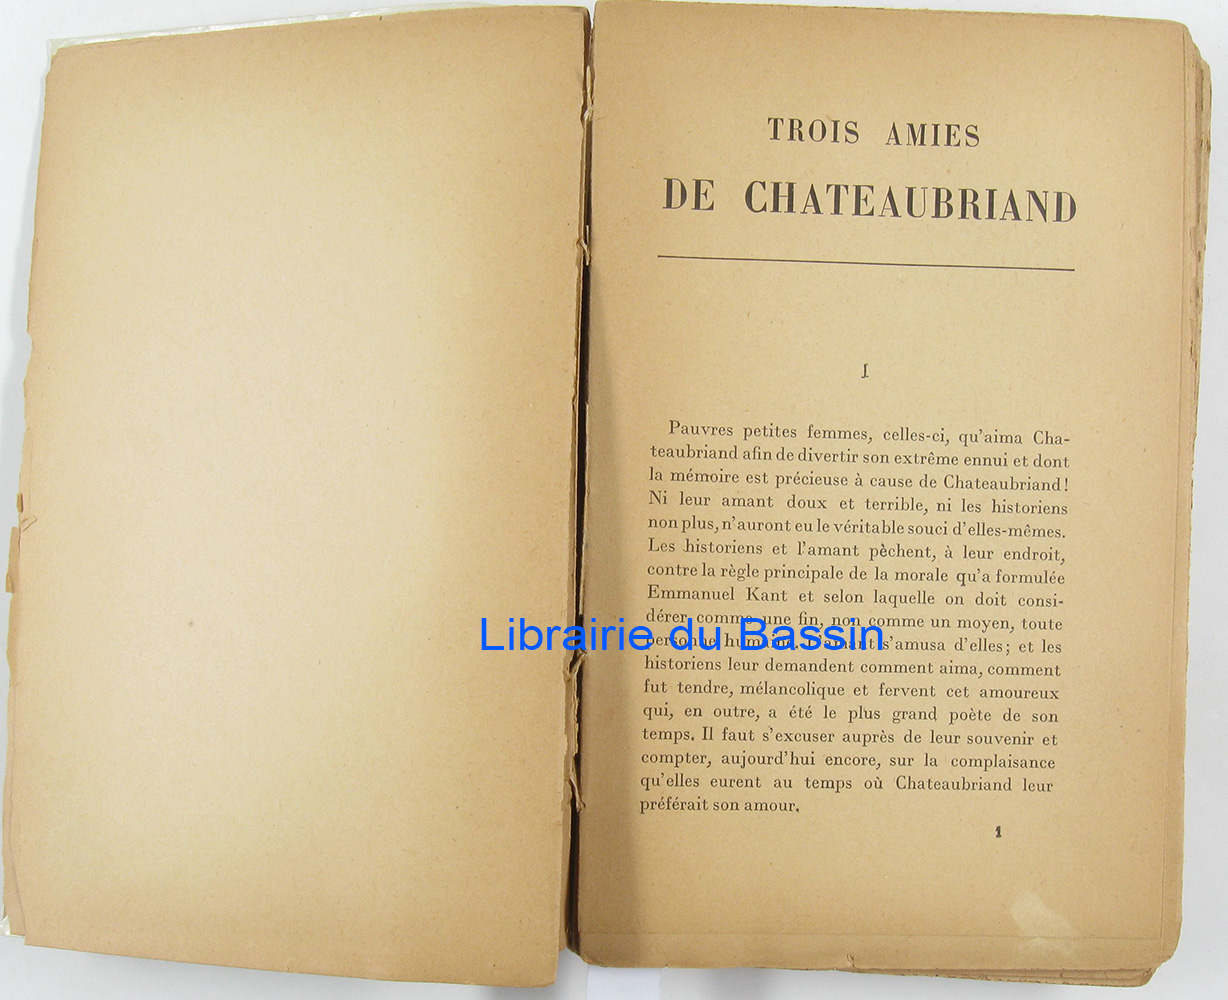 TROIS AMIES
DE CHATEAUBRIAND
I
Pauvres petites femmes, celles-ci, qu'aima Cha-
teaubriand afin de divertir son extrême ennui et dont
la mémoire est précieuse à cause de Chateaubriand!
Ni leur amant doux et terrible, ni les historiens
non plus, n'auront eu le véritable souci d'elles-mêmes.
Les historiens et l'amant pèchent, à leur endroit,
contre la règle principale de la morale qu'a formulée
Emmanuel Kant et selon laquelle on doit consi-
dérer comme une fin, non comme un moyen, toute
Librairie du Bassin
personne humaine. L'amant s'amusa d'elles; et les
historiens leur demandent comment aima, comment
fut tendre, mélancolique et fervent cet amoureux
qui, en outre, a été le plus grand poète de son
temps. Il faut s'excuser auprès de leur souvenir et
compter, aujourd'hui encore, sur la complaisance
qu'elles eurent au temps où Chateaubriand leur
préférait son amour.
1